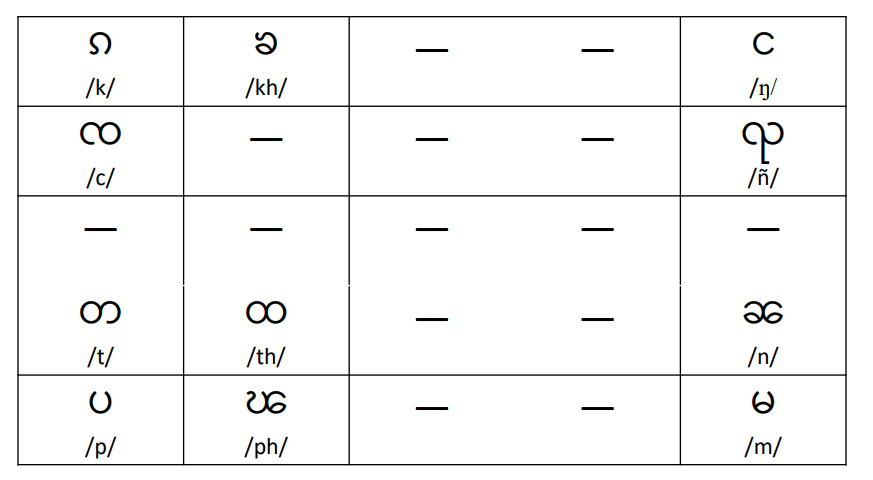 ၵ ၶ — — င
/k/ /kh/ /ŋ/
ၸ — — — ၺ
/c/ /ñ/
— — — — —
တ ထ — — ၼ
/t/ /th/ /n/
ပ ၽ — — မ
/p/ /ph/ /m/